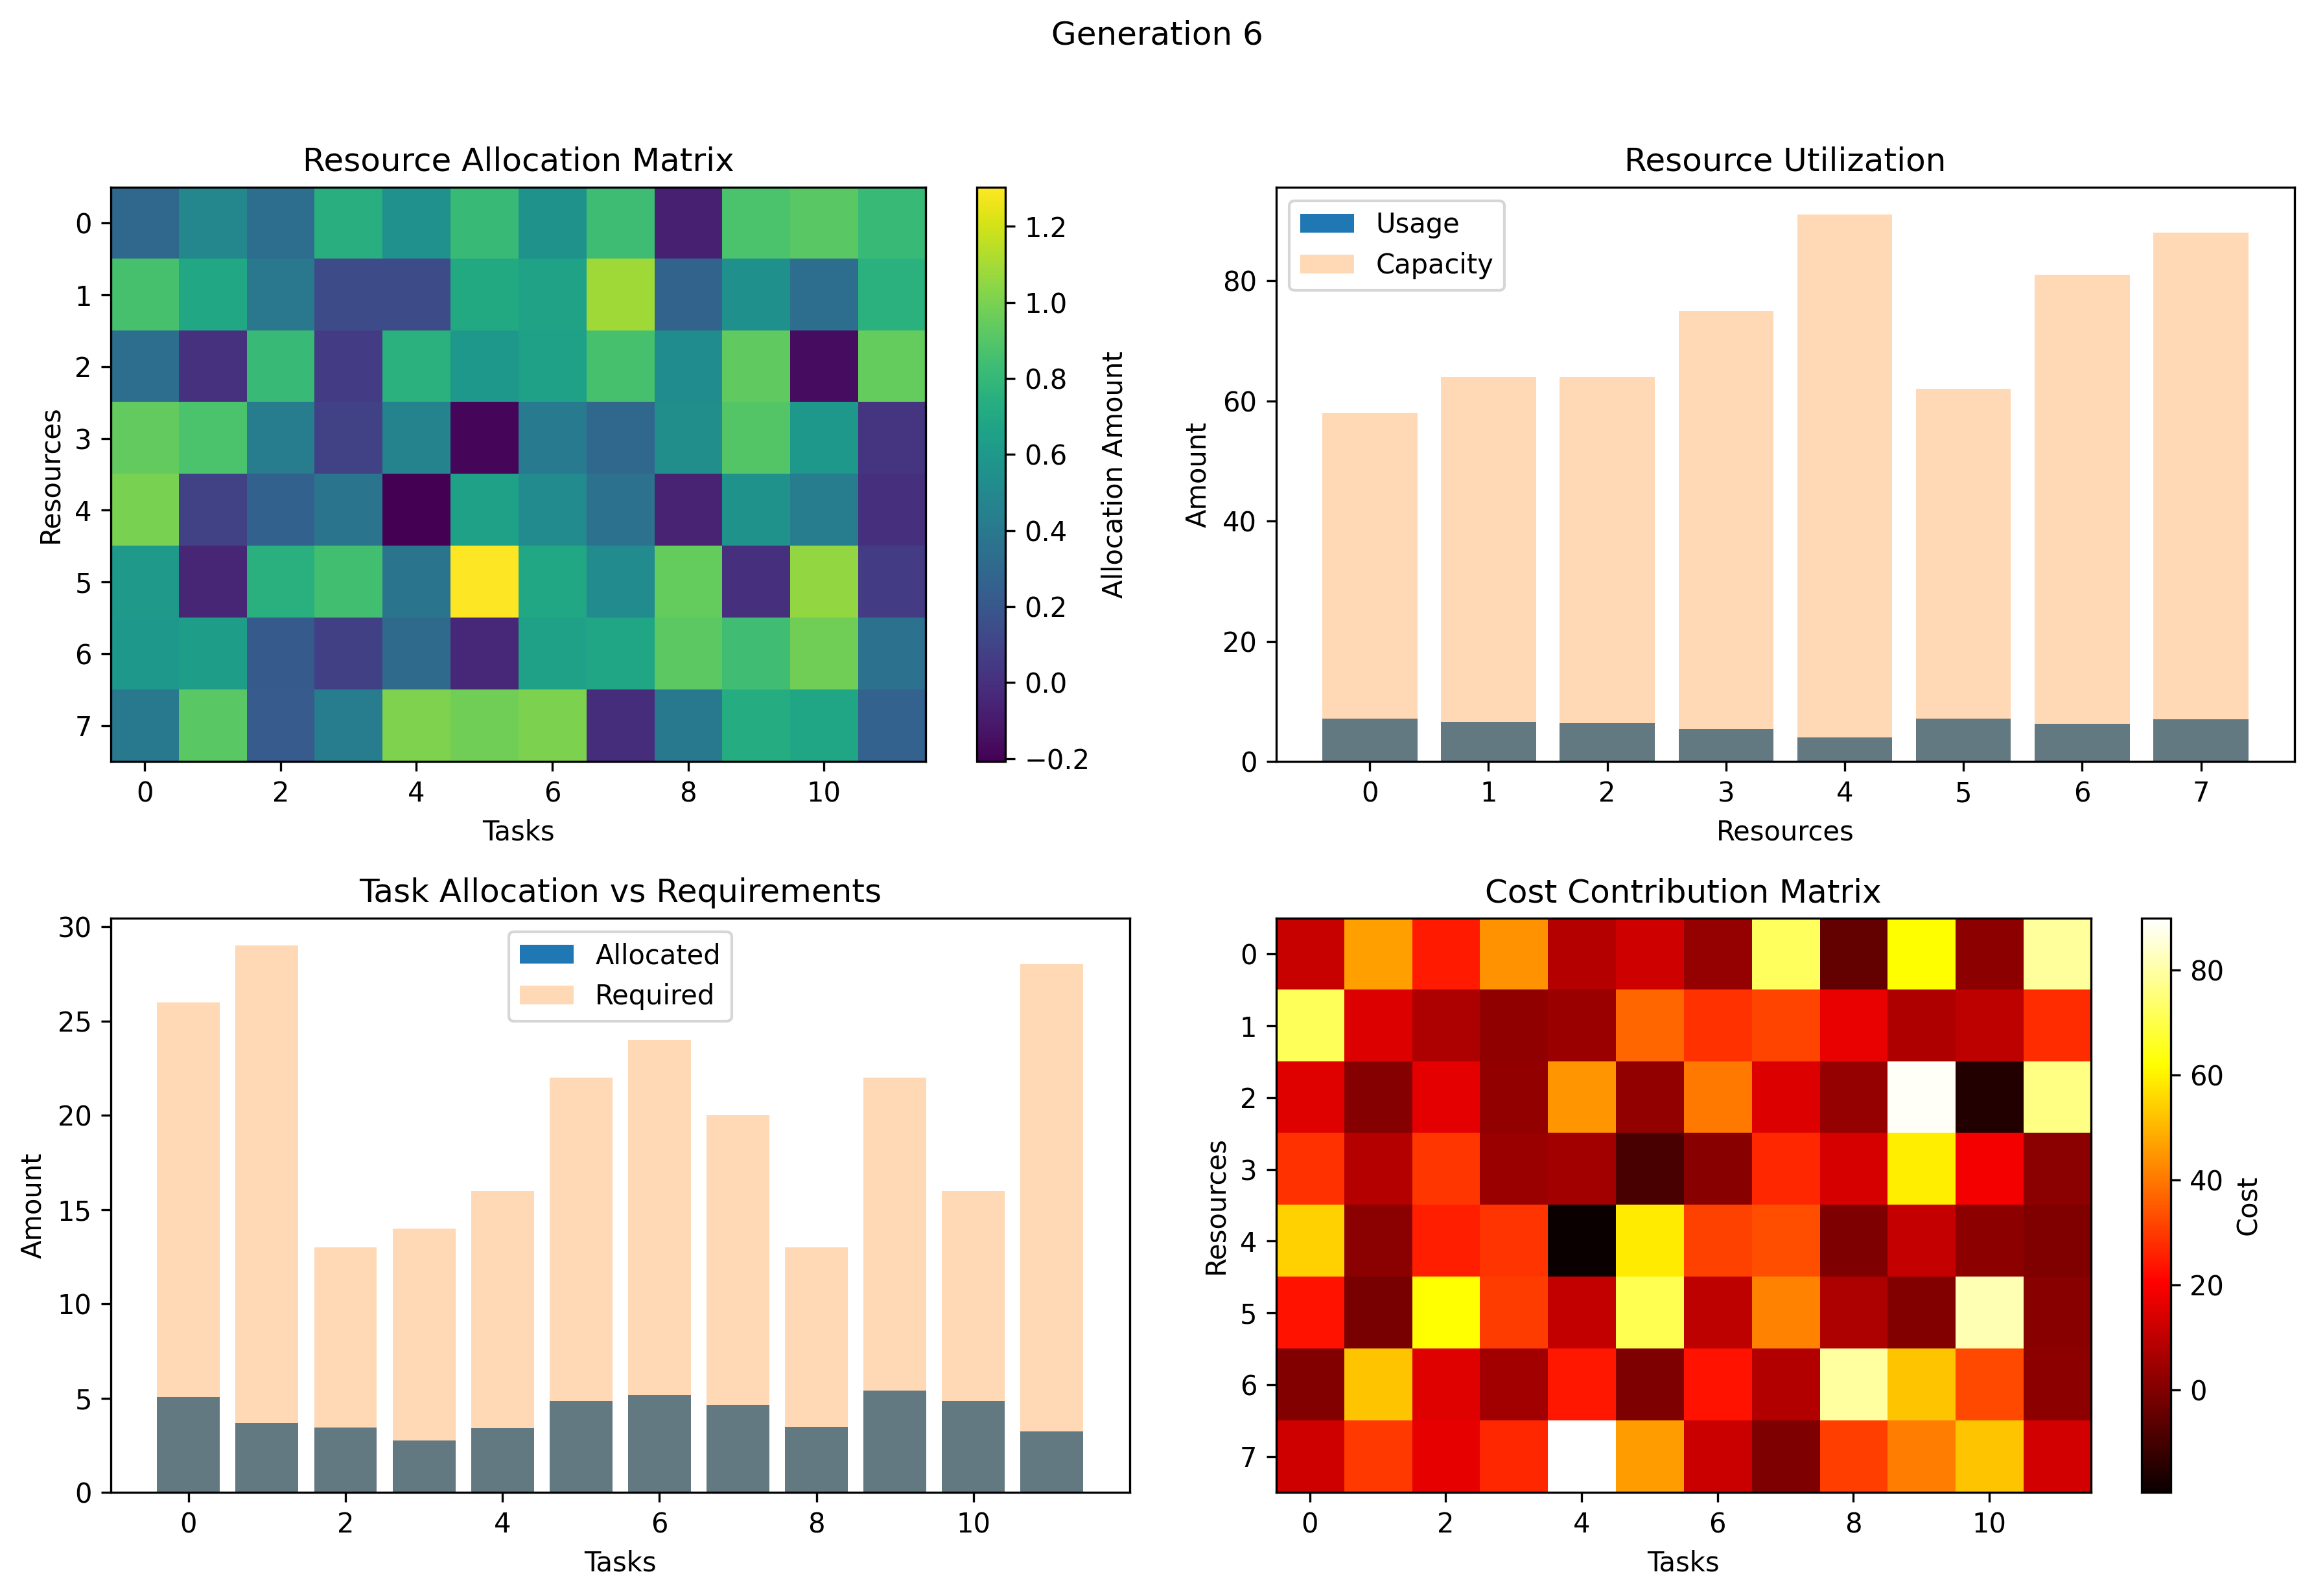 Generation 6
Resource Allocation Matrix
0
1
2
3
4
5
6
7
Resources
0 2 4 6 8 10
Tasks
1.2
1.0
0.8
0.6
0.4
0.2
0.0
−0.2
Allocation Amount
Resource Utilization
Usage
Capacity
80
60
40
20
0
Amount
0 1 2 3 4 5 6 7
Resources
Task Allocation vs Requirements
Allocated
Required
30
25
20
15
10
5
0
Amount
0 2 4 6 8 10
Tasks
Cost Contribution Matrix
0
1
2
3
4
5
6
7
Resources
0 2 4 6 8 10
Tasks
80
60
40
20
0
Cost